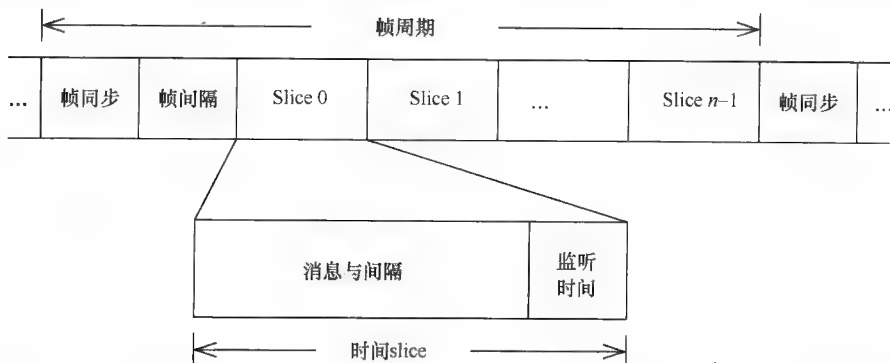 帧周期
... 帧同步 帧间隔 Slice 0 Slice 1 ... Slice n–1 帧同步 ...
消息与间隔 监听
时间
时间slice